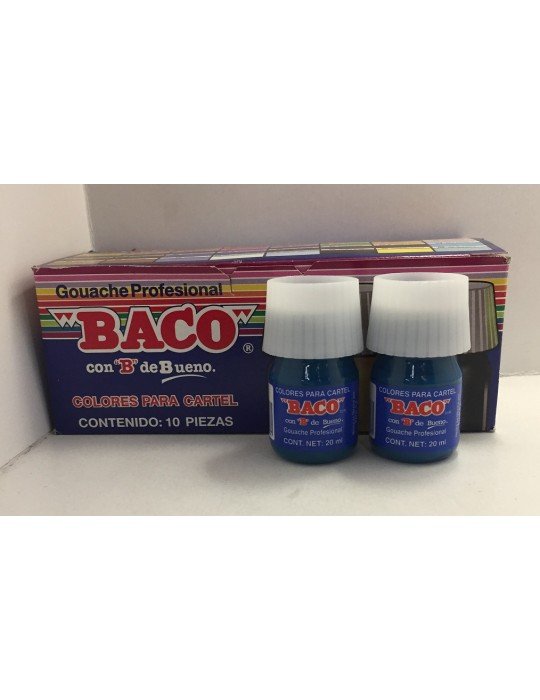 Gouache Profesional
"BACO"®
con "B" de Bueno.
COLORES PARA CARTEL
CONTENIDO: 10 PIEZAS
COLORES PARA CARTEL
"BACO"
con "B" de Bueno.
Gouache Profesional
CONT. NET: 20 ml
COLORES PARA CARTEL
"BACO"
con "B" de Bueno.
Gouache Profesional
CONT. NET: 20 ml